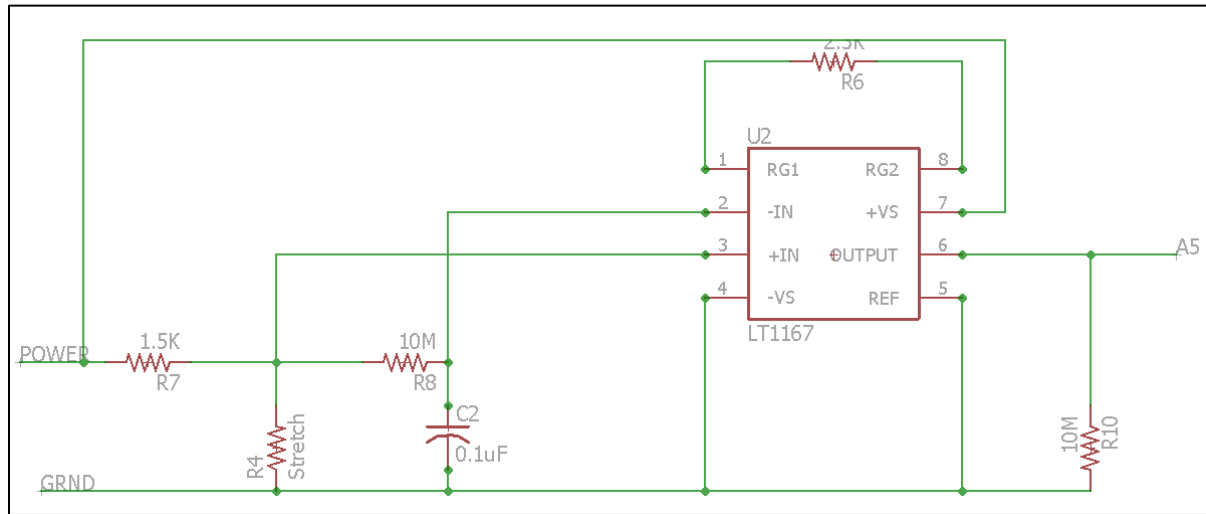 2.5K
R6
U2
1 RG1 RG2 8
2 -IN +VS 7
3 +IN OUTPUT 6
A5
4 -VS REF 5
LT1167
POWER
1.5K
R7
10M
R8
R4
Stretch
C2
0.1uF
10M
R10
GRND